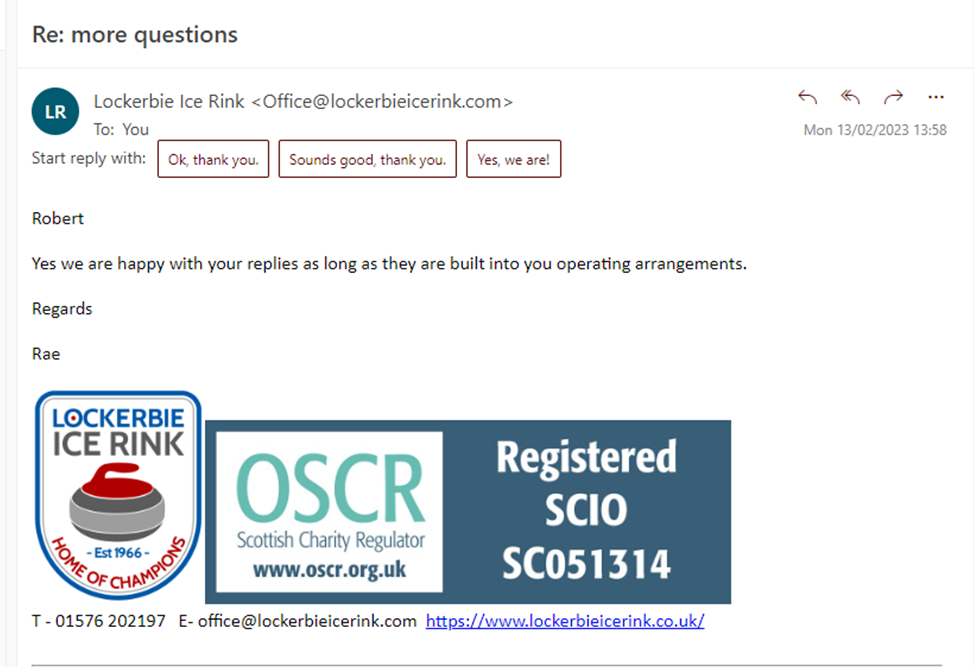 Re: more questions
LR
Lockerbie Ice Rink <Office@lockerbieicerink.com>
To: You
Mon 13/02/2023 13:58
Start reply with:
Ok, thank you.
Sounds good, thank you.
Yes, we are!
Robert
Yes we are happy with your replies as long as they are built into you operating arrangements.
Regards
Rae
LOCKERBIE
ICE RINK
- Est 1966 -
HOME OF CHAMPIONS
OSCR
Scottish Charity Regulator
www.oscr.org.uk
Registered
SCIO
SC051314
T - 01576 202197 E- office@lockerbieicerink.com https://www.lockerbieicerink.co.uk/